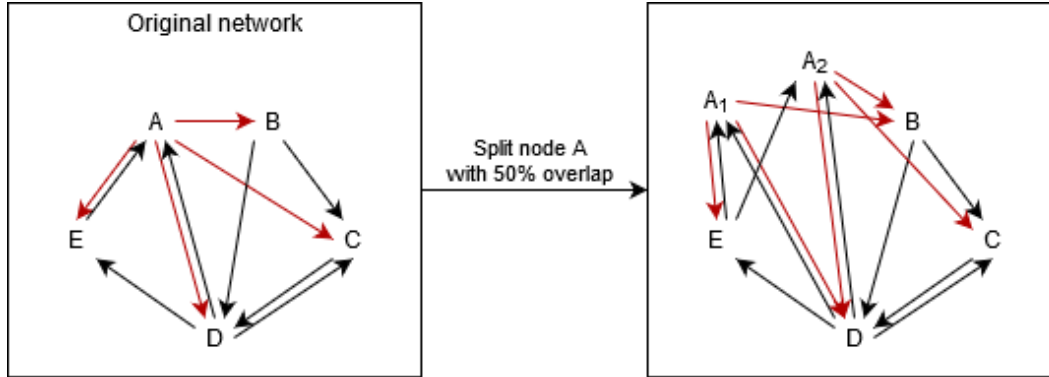 Original network
A
B
E
C
D
Split node A
with 50% overlap
A2
A1
B
E
C
D